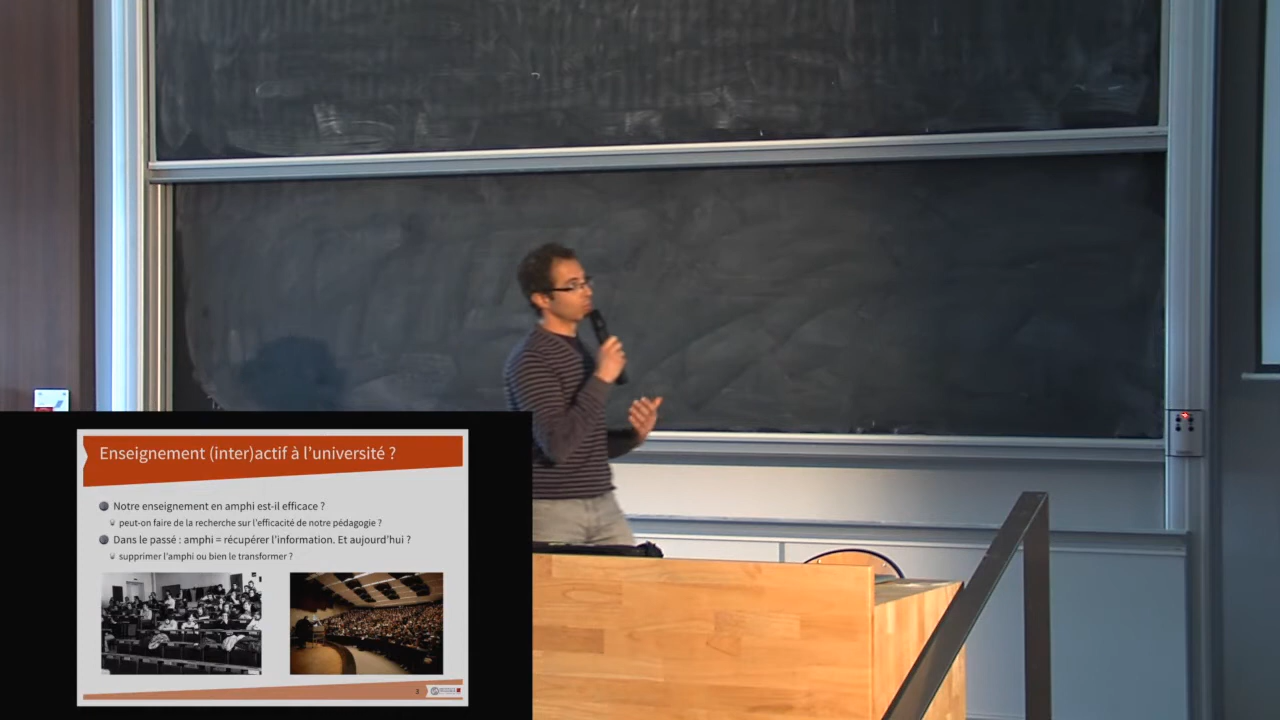 Enseignement (inter)actif à l'université ?
Notre enseignement en amphi est-il efficace ?
peut-on faire de la recherche sur l'efficacité de notre pédagogie ?
Dans le passé : amphi = récupérer l'information. Et aujourd'hui ?
supprimer l'amphi ou bien le transformer ?
3